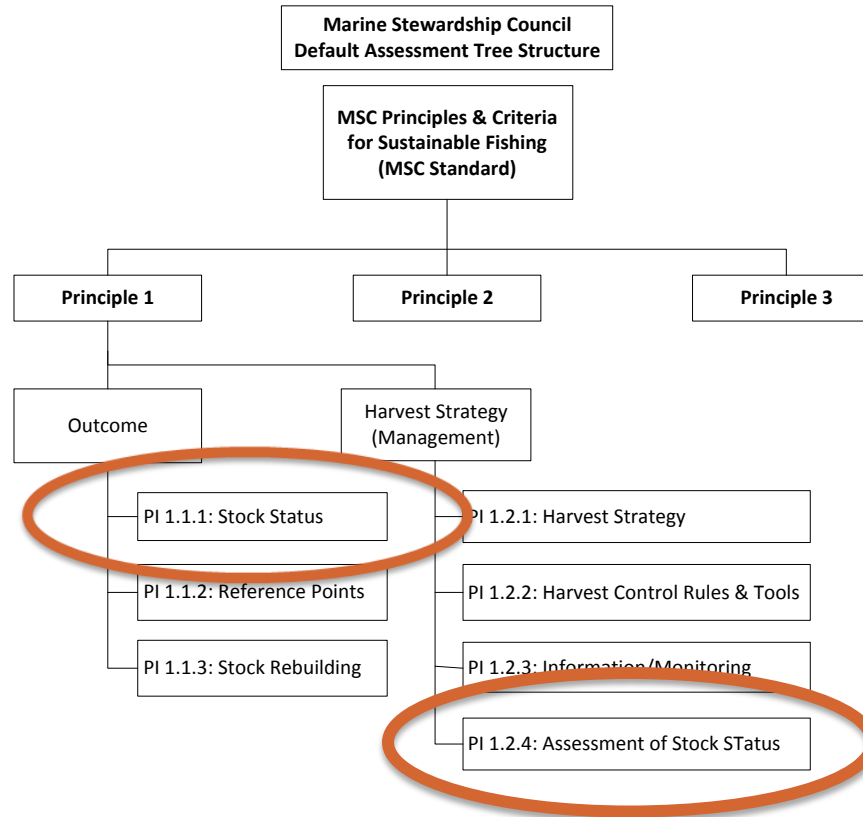 Marine Stewardship Council
Default Assessment Tree Structure
MSC Principles & Criteria
for Sustainable Fishing
(MSC Standard)
Principle 1
Principle 2
Principle 3
Outcome
Harvest Strategy
(Management)
PI 1.1.1: Stock Status
PI 1.2.1: Harvest Strategy
PI 1.1.2: Reference Points
PI 1.2.2: Harvest Control Rules & Tools
PI 1.1.3: Stock Rebuilding
PI 1.2.3: Information/Monitoring
PI 1.2.4: Assessment of Stock STatus